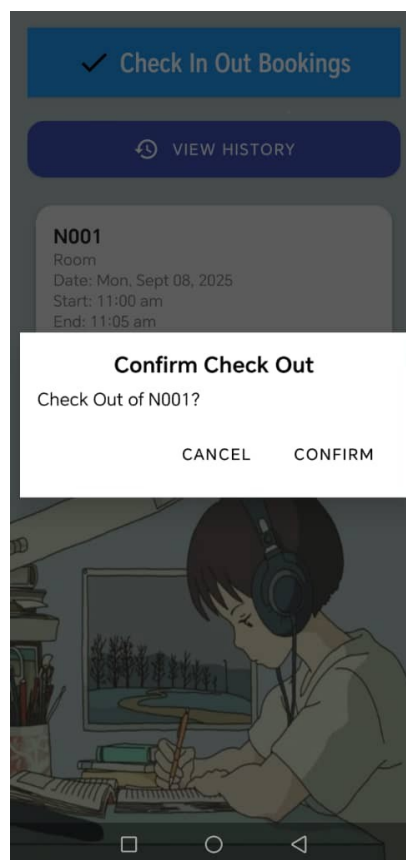 Check In Out Bookings
VIEW HISTORY
N001
Room
Date: Mon, Sept 08, 2025
Start: 11:00 am
End: 11:05 am
Confirm Check Out
Check Out of N001?
CANCEL CONFIRM